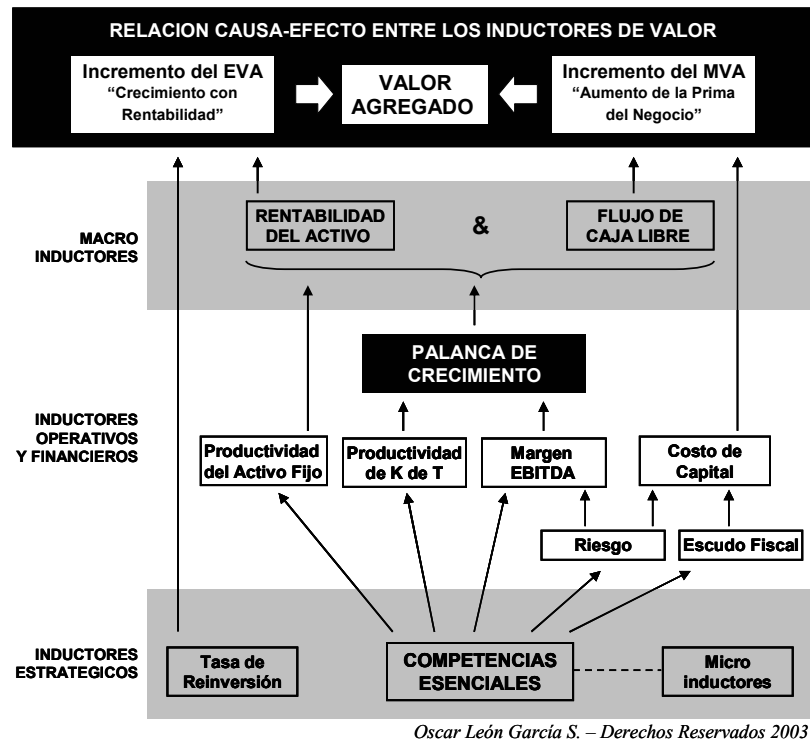 RELACION CAUSA-EFECTO ENTRE LOS INDUCTORES DE VALOR
Incremento del EVA
“Crecimiento con
Rentabilidad”
VALOR
AGREGADO
Incremento del MVA
“Aumento de la Prima
del Negocio”
MACRO
INDUCTORES
RENTABILIDAD
DEL ACTIVO
&
FLUJO DE
CAJA LIBRE
PALANCA DE
CRECIMIENTO
INDUCTORES
OPERATIVOS
Y FINANCIEROS
Productividad
del Activo Fijo
Productividad
de K de T
Margen
EBITDA
Costo de
Capital
Riesgo
Escudo Fiscal
INDUCTORES
ESTRATEGICOS
Tasa de
Reinversión
COMPETENCIAS
ESENCIALES
Micro
inductores
Oscar León García S. – Derechos Reservados 2003